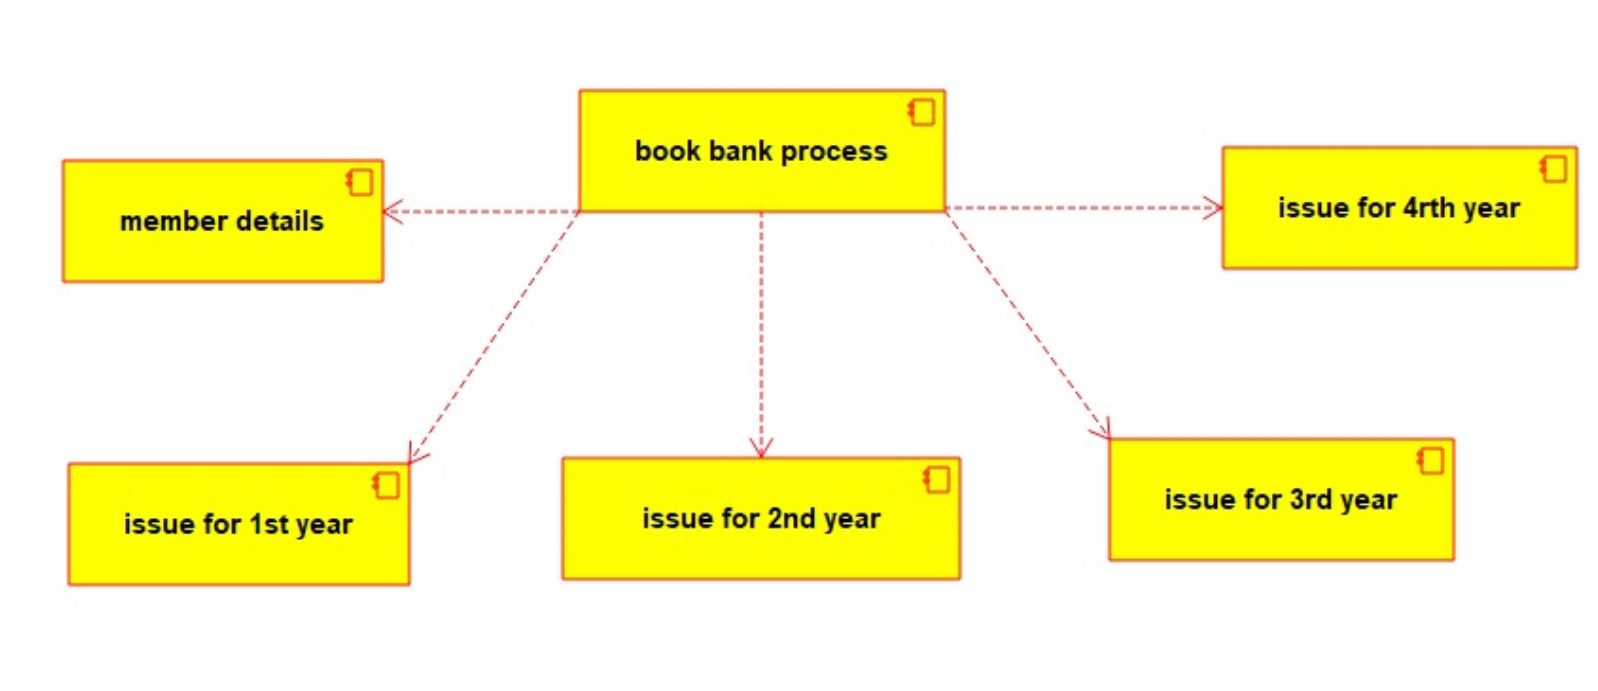 book bank process
member details
issue for 4rth year
issue for 1st year
issue for 2nd year
issue for 3rd year